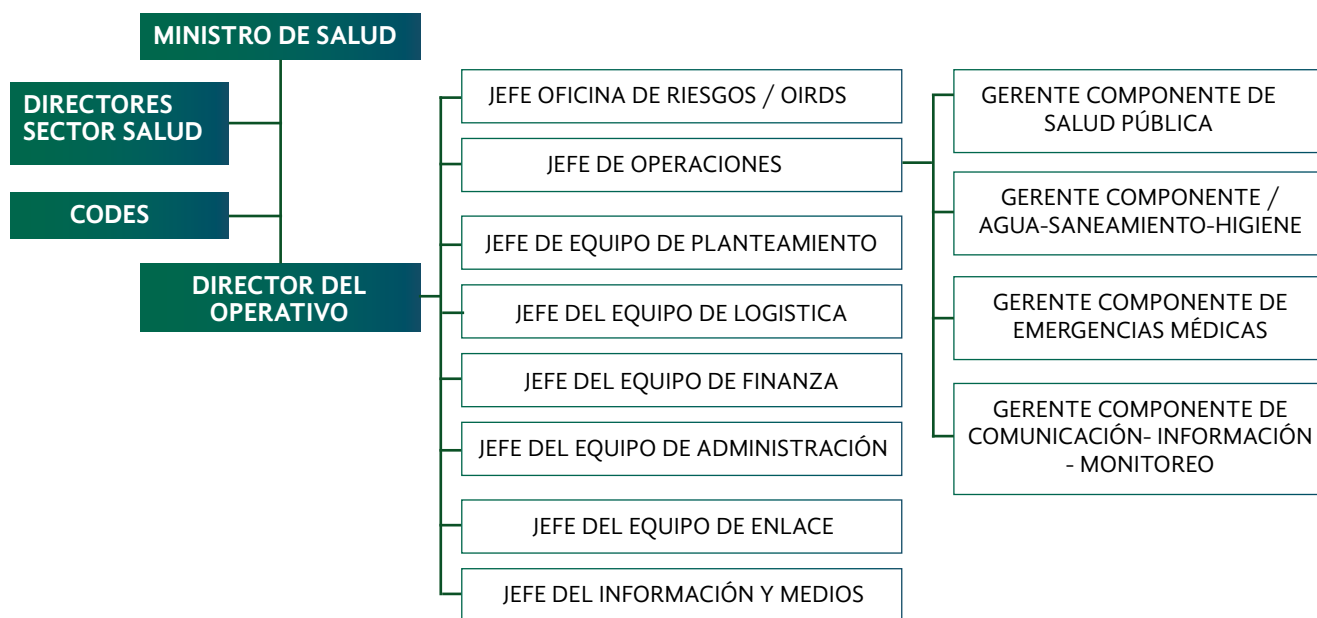 MINISTRO DE SALUD
DIRECTORES
SECTOR SALUD
CODES
DIRECTOR DEL
OPERATIVO
JEFE OFICINA DE RIESGOS / OIRDS
JEFE DE OPERACIONES
JEFE DE EQUIPO DE PLANTEAMIENTO
JEFE DEL EQUIPO DE LOGISTICA
JEFE DEL EQUIPO DE FINANZA
JEFE DEL EQUIPO DE ADMINISTRACIÓN
JEFE DEL EQUIPO DE ENLACE
JEFE DEL INFORMACIÓN Y MEDIOS
GERENTE COMPONENTE DE
SALUD PÚBLICA
GERENTE COMPONENTE /
AGUA-SANEAMIENTO-HIGIENE
GERENTE COMPONENTE DE
EMERGENCIAS MÉDICAS
GERENTE COMPONENTE DE
COMUNICACIÓN- INFORMACIÓN
- MONITOREO